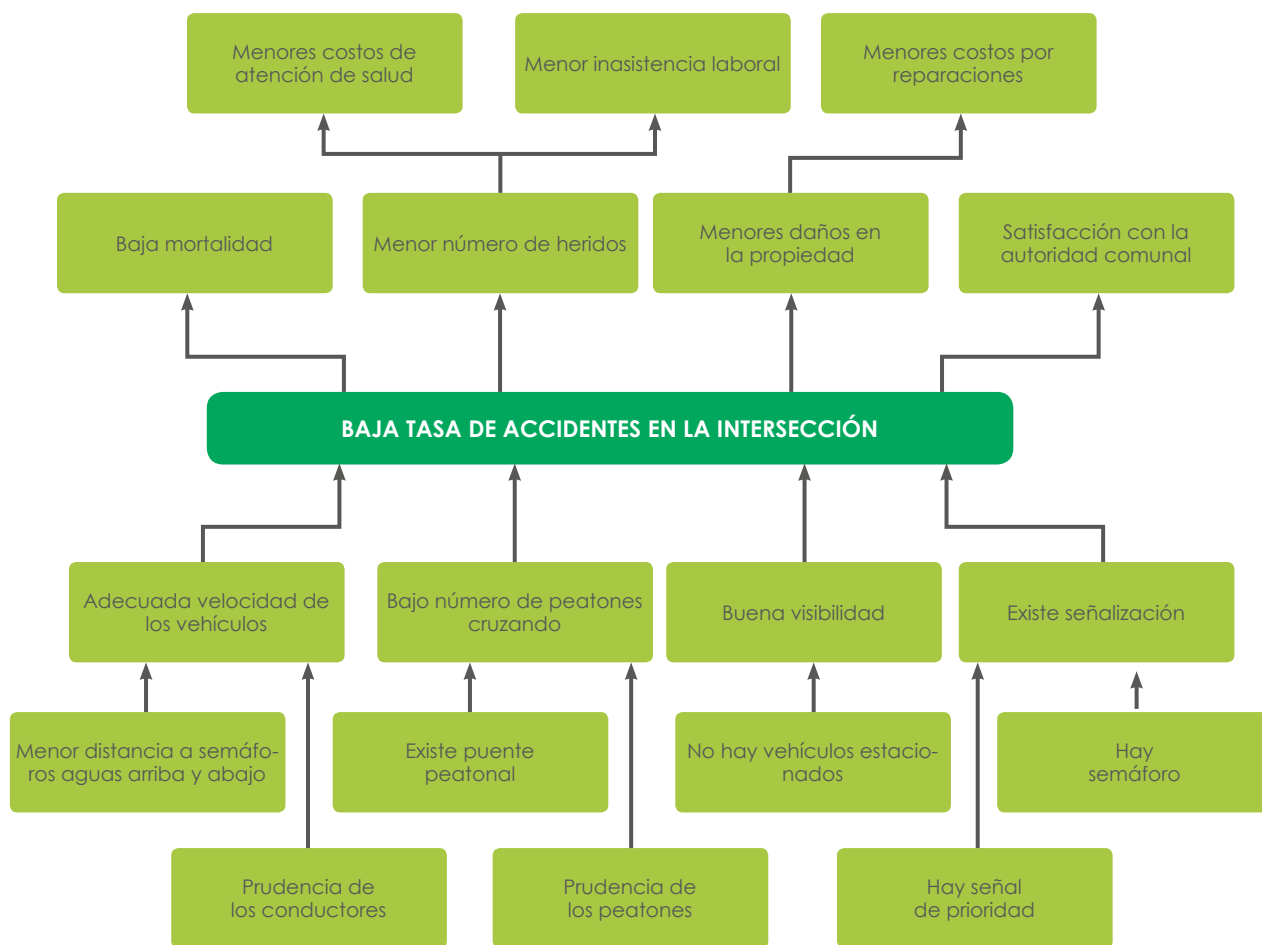 Menores costos de
atención de salud
Menor inasistencia laboral
Menores costos por
reparaciones
Baja mortalidad
Menor número de heridos
Menores daños en
la propiedad
Satisfacción con la
autoridad comunal
BAJA TASA DE ACCIDENTES EN LA INTERSECCIÓN
Adecuada velocidad de
los vehículos
Bajo número de peatones
cruzando
Buena visibilidad
Existe señalización
Menor distancia a semáfo-
ros aguas arriba y abajo
Existe puente
peatonal
No hay vehículos estacio-
nados
Hay
semáforo
Prudencia de
los conductores
Prudencia de
los peatones
Hay señal
de prioridad